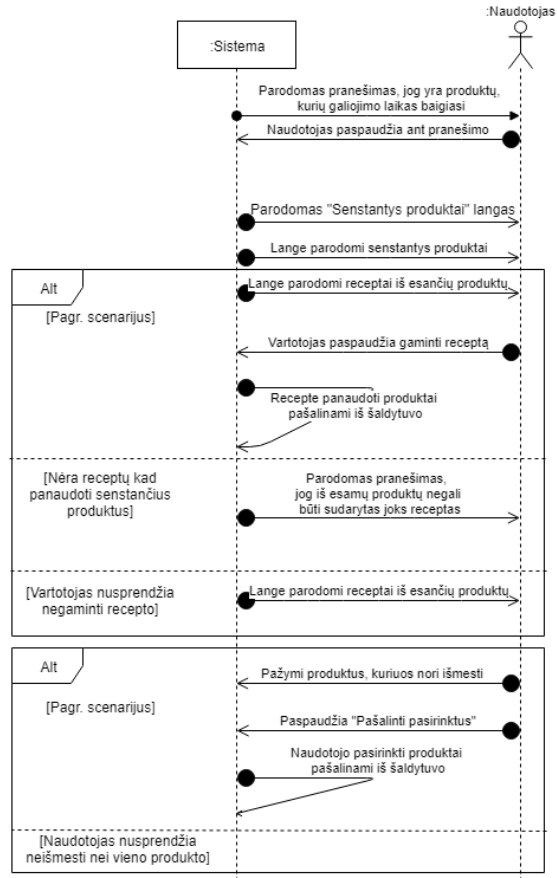 :Naudotojas
:Sistema
Parodomas pranešimas, jog yra produktų,
kurių galiojimo laikas baigiasi
Naudotojas paspaudžia ant pranešimo
Parodomas "Senstantys produktai" langas
Lange parodomi senstantys produktai
Alt
Lange parodomi receptai iš esančių produktų
[Pagr. scenarijus]
Vartotojas paspaudžia gaminti receptą
Recepte panaudoti produktai
pašalinami iš šaldytuvo
[Nėra receptų kad
panaudoti senstančius
produktus]
Parodomas pranešimas,
jog iš esamų produktų negali
būti sudarytas joks receptas
[Vartotojas nusprendžia
negaminti recepto]
Lange parodomi receptai iš esančių produktų
Alt
Pažymi produktus, kuriuos nori išmesti
[Pagr. scenarijus]
Paspaudžia "Pašalinti pasirinktus"
Naudotojo pasirinkti produktai
pašalinami iš šaldytuvo
[Naudotojas nusprendžia
neišmesti nei vieno produkto]